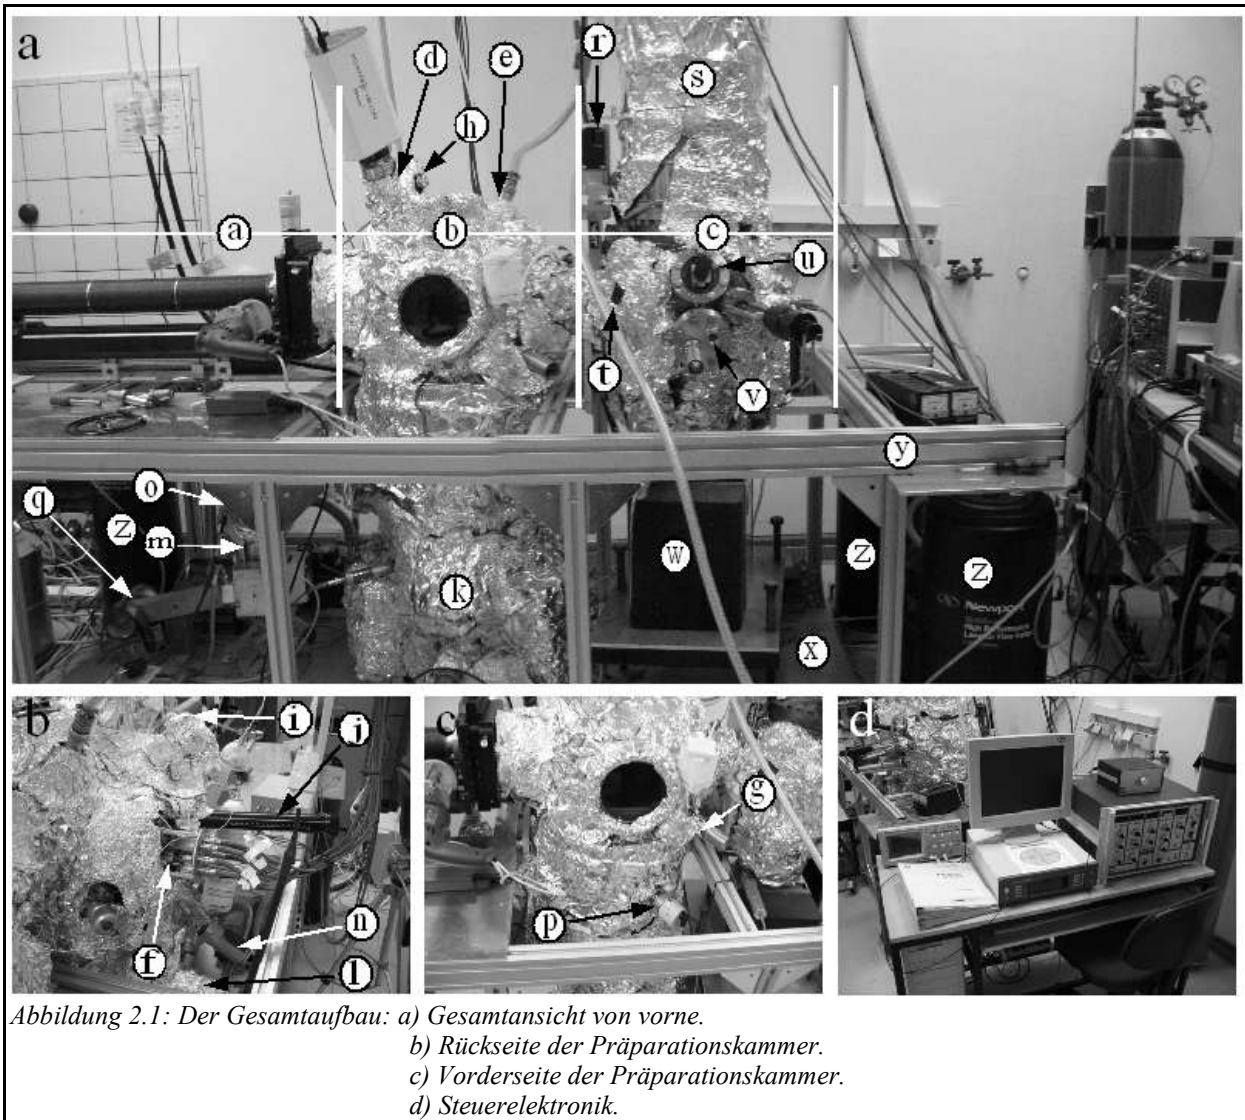 a
r
s
d
e
h
a
b
c
u
t
v
y
q
o
z
m
k
w
z
z
x
Newport
b
i
j
f
n
l
c
g
p
d
Abbildung 2.1: Der Gesamtaufbau: a) Gesamtansicht von vorne.
b) Rückseite der Präparationskammer.
c) Vorderseite der Präparationskammer.
d) Steuerelektronik.